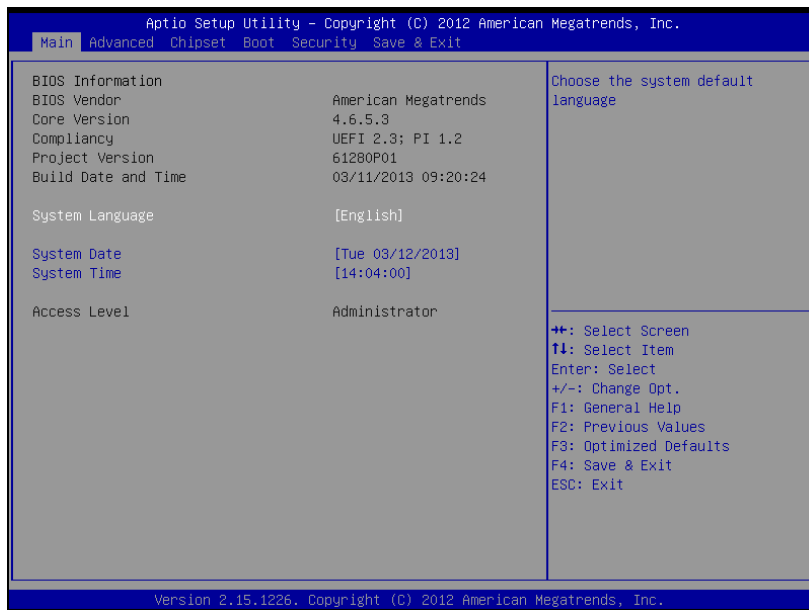 Aptio Setup Utility – Copyright (C) 2012 American Megatrends, Inc.
Main Advanced Chipset Boot Security Save & Exit
BIOS Information
BIOS Vendor American Megatrends
Core Version 4.6.5.3
Compliancy UEFI 2.3; PI 1.2
Project Version 61280P01
Build Date and Time 03/11/2013 09:20:24
System Language [English]
System Date [Tue 03/12/2013]
System Time [14:04:00]
Access Level Administrator
Choose the system default
language
→←: Select Screen
↑↓: Select Item
Enter: Select
+/-: Change Opt.
F1: General Help
F2: Previous Values
F3: Optimized Defaults
F4: Save & Exit
ESC: Exit
Version 2.15.1226. Copyright (C) 2012 American Megatrends, Inc.